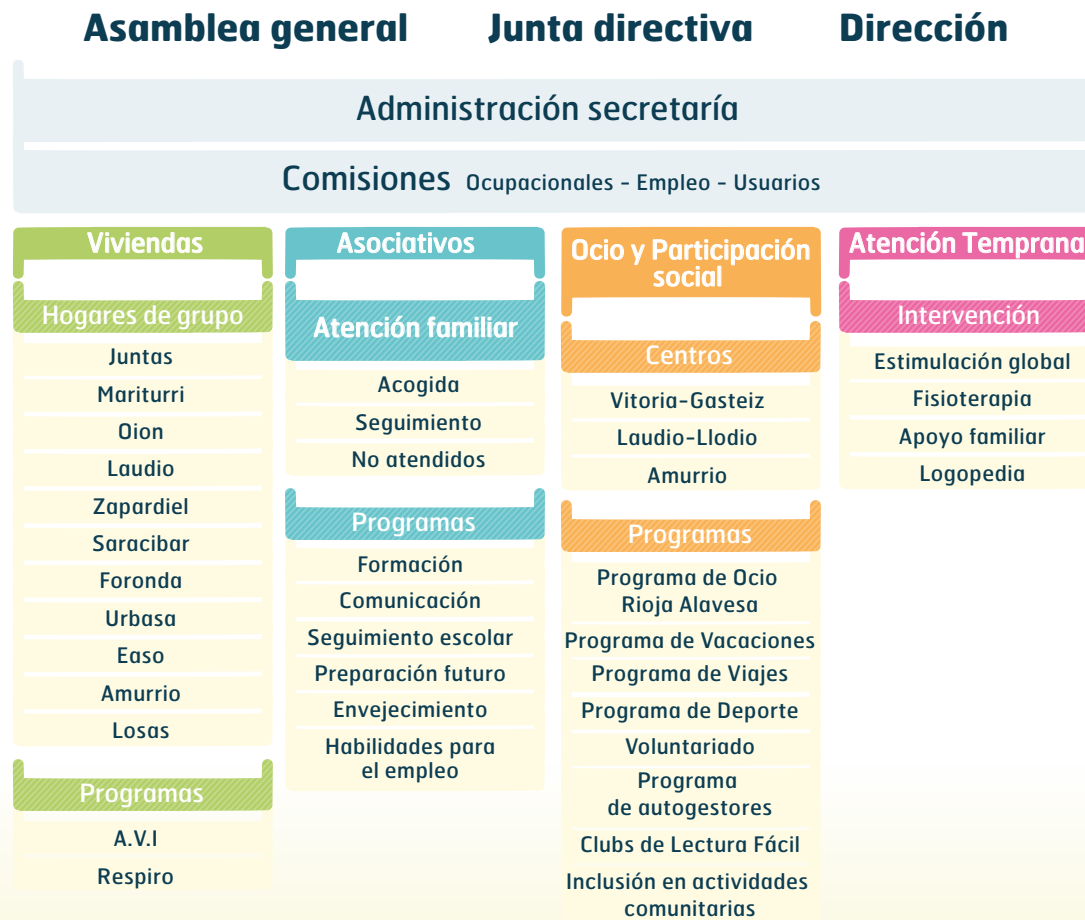 Asamblea general Junta directiva Dirección
Administración secretaría
Comisiones Ocupacionales - Empleo - Usuarios
Viviendas
Hogares de grupo
Juntas
Mariturri
Oion
Laudio
Zapardiel
Saracibar
Foronda
Urbasa
Easo
Amurrio
Losas
Programas
A.V.I
Respiro
Asociativos
Atención familiar
Acogida
Seguimiento
No atendidos
Programas
Formación
Comunicación
Seguimiento escolar
Preparación futuro
Envejecimiento
Habilidades para
el empleo
Ocio y Participación
social
Centros
Vitoria-Gasteiz
Laudio-Llodio
Amurrio
Programas
Programa de Ocio
Rioja Alavesa
Programa de Vacaciones
Programa de Viajes
Programa de Deporte
Voluntariado
Programa
de autogestores
Clubs de Lectura Fácil
Inclusión en actividades
comunitarias
Atención Temprana
Intervención
Estimulación global
Fisioterapia
Apoyo familiar
Logopedia